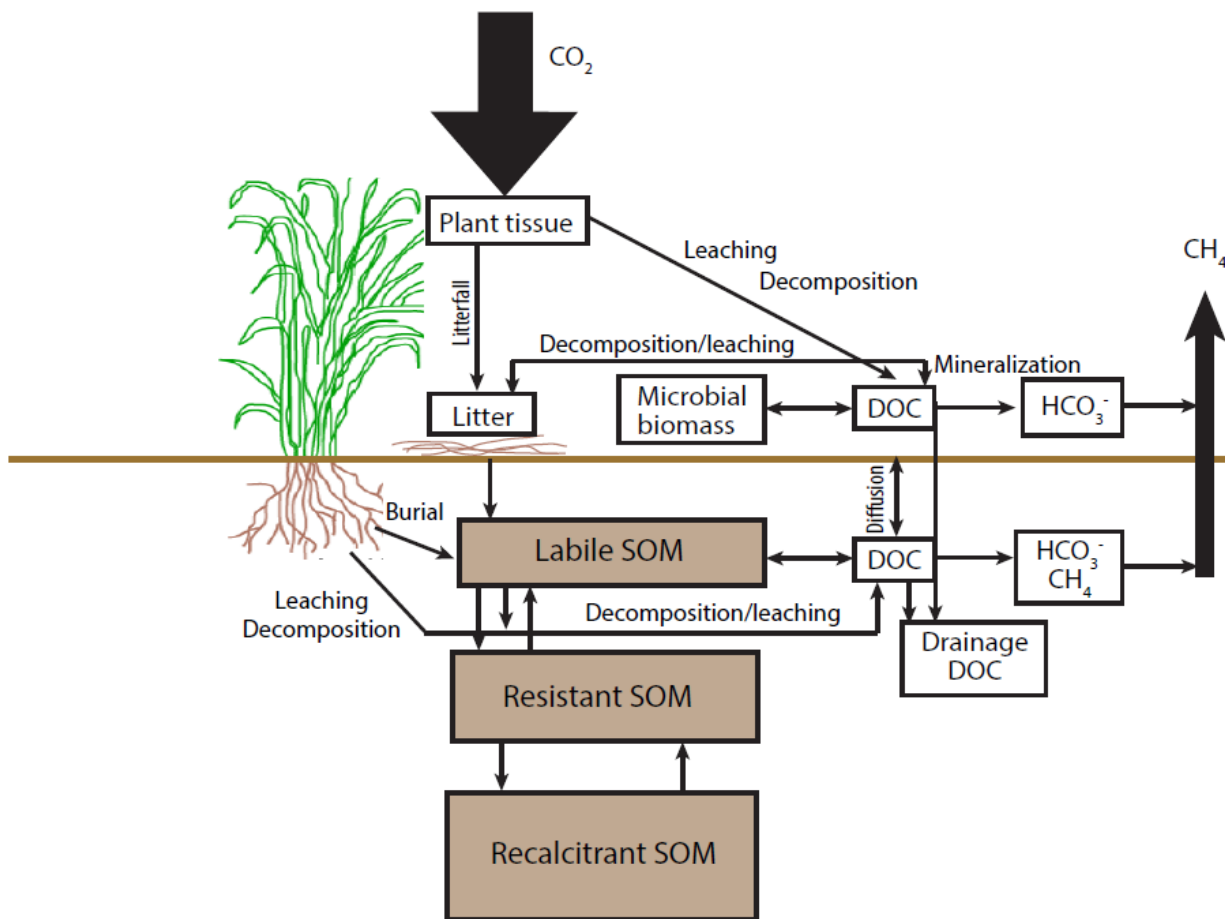 CO₂
Plant tissue
Leaching
Decomposition
CH₄
Litterfall
Decomposition/leaching
Mineralization
Litter
Microbial
biomass
DOC
HCO₃⁻
Burial
Diffusion
Labile SOM
DOC
HCO₃⁻
CH₄
Leaching
Decomposition
Decomposition/leaching
Drainage
DOC
Resistant SOM
Recalcitrant SOM